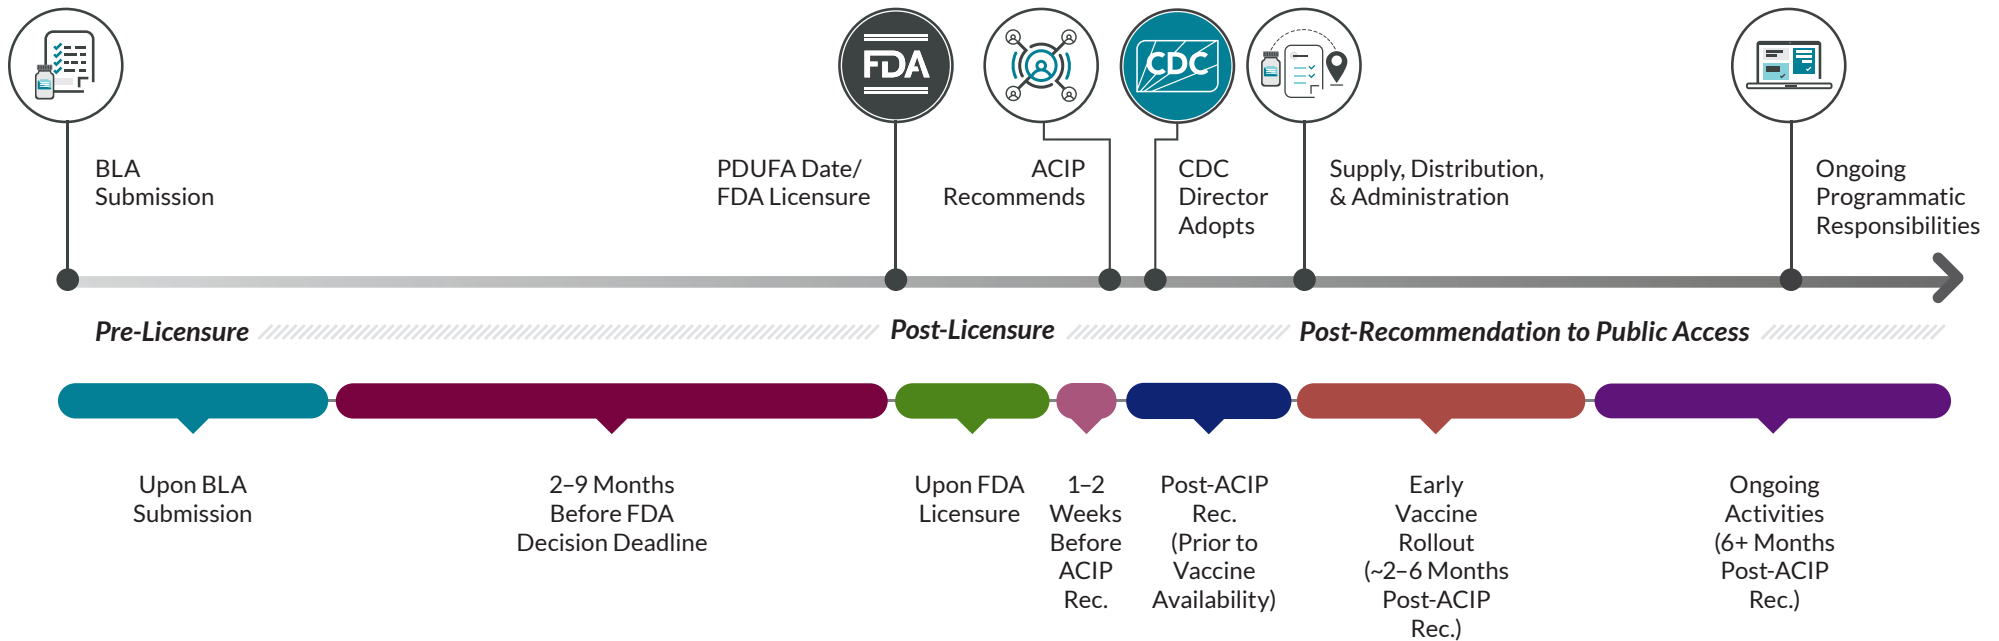 FDA
CDC
BLA
Submission
PDUFA Date/
FDA Licensure
ACIP
Recommends
CDC
Director
Adopts
Supply, Distribution,
& Administration
Ongoing
Programmatic
Responsibilities
Pre-Licensure
Post-Licensure
Post-Recommendation to Public Access
Upon BLA
Submission
2–9 Months
Before FDA
Decision Deadline
Upon FDA
Licensure
1–2
Weeks
Before
ACIP
Rec.
Post-ACIP
Rec.
(Prior to
Vaccine
Availability)
Early
Vaccine
Rollout
(~2–6 Months
Post-ACIP
Rec.)
Ongoing
Activities
(6+ Months
Post-ACIP
Rec.)